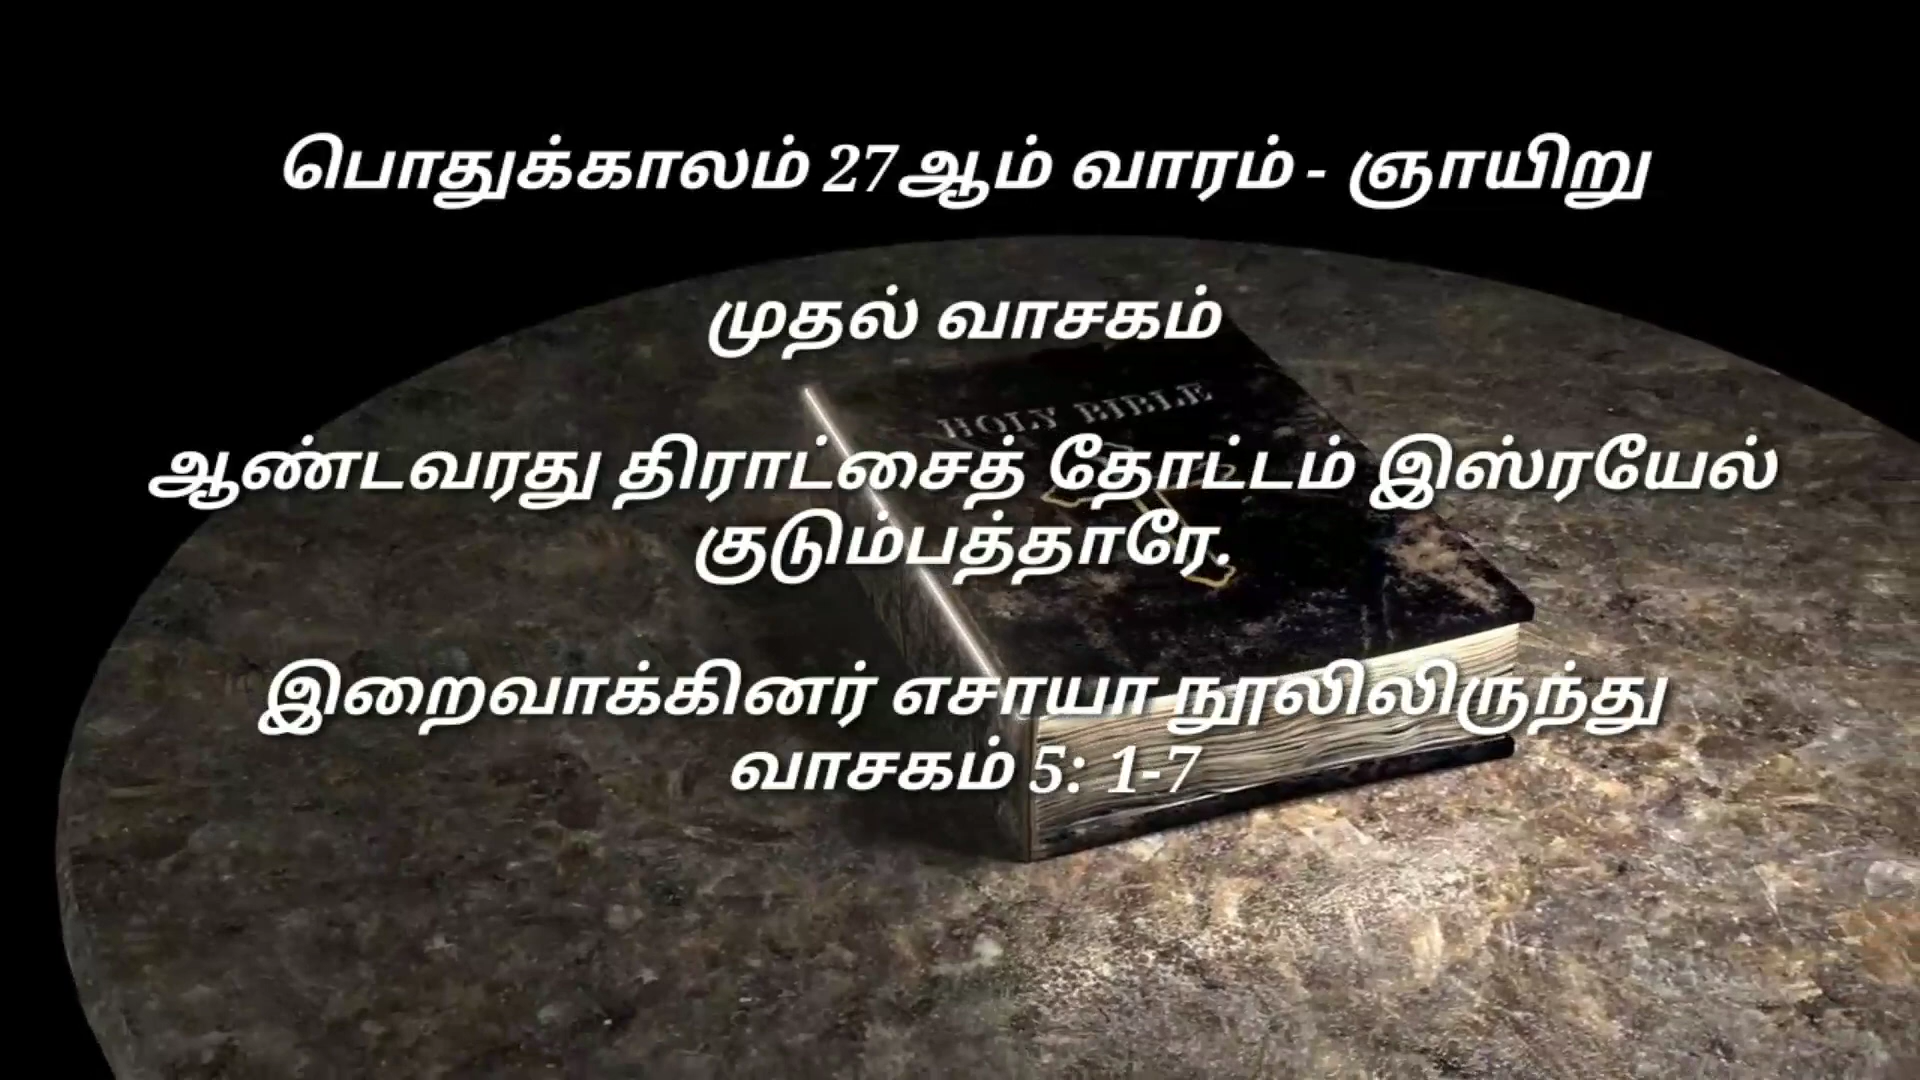 பொதுக்காலம் 27ஆம் வாரம் - ஞாயிறு
முதல் வாசகம்
HOLY BIBLE
ஆண்டவரது திராட்சைத் தோட்டம் இஸ்ரயேல்
குடும்பத்தாரே.
இறைவாக்கினர் எசாயா நூலிலிருந்து
வாசகம் 5: 1-7